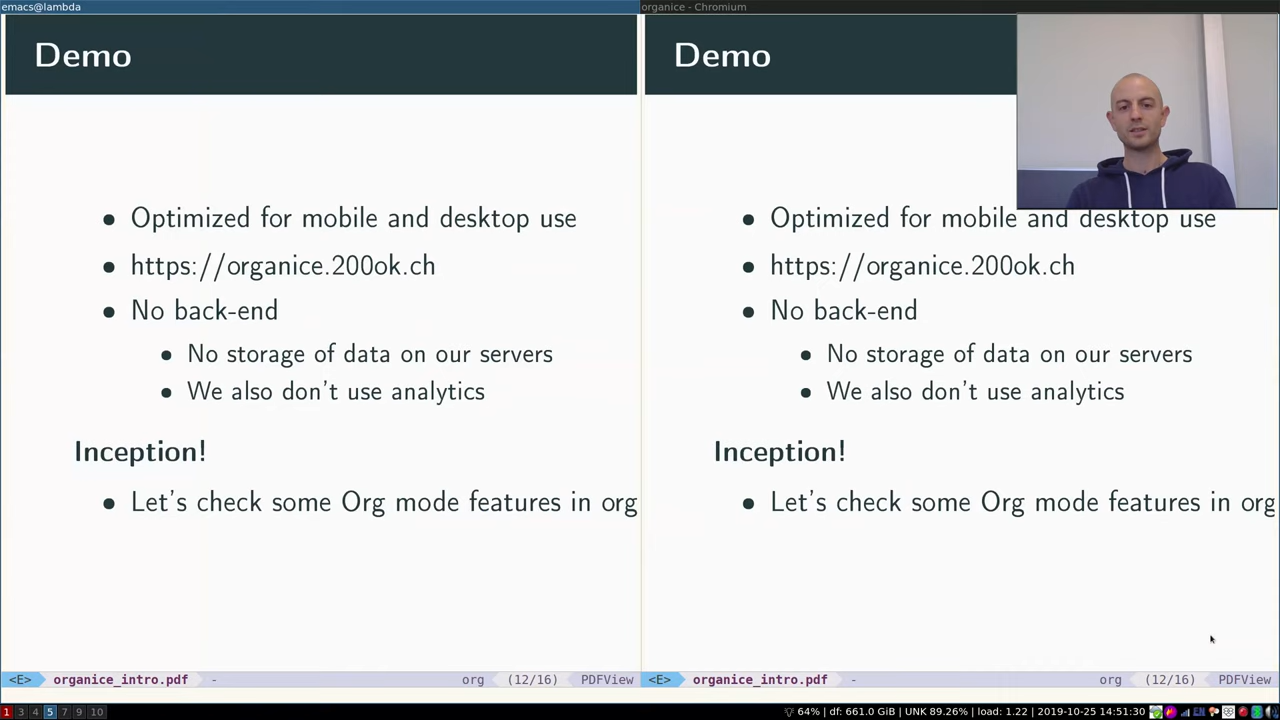 emacs@lambda
organice - Chromium
Demo
• Optimized for mobile and desktop use
• https://organice.200ok.ch
• No back-end
• No storage of data on our servers
• We also don't use analytics
Inception!
• Let's check some Org mode features in org
<E> organice_intro.pdf - org (12/16) PDFView
Demo
• Optimized for mobile and desktop use
• https://organice.200ok.ch
• No back-end
• No storage of data on our servers
• We also don't use analytics
Inception!
• Let's check some Org mode features in org
<E> organice_intro.pdf - org (12/16) PDFView
1 3 4 5 7 9 10
64% | df: 661.0 GiB | UNK 89.26% | load: 1.22 | 2019-10-25 14:51:30
EN